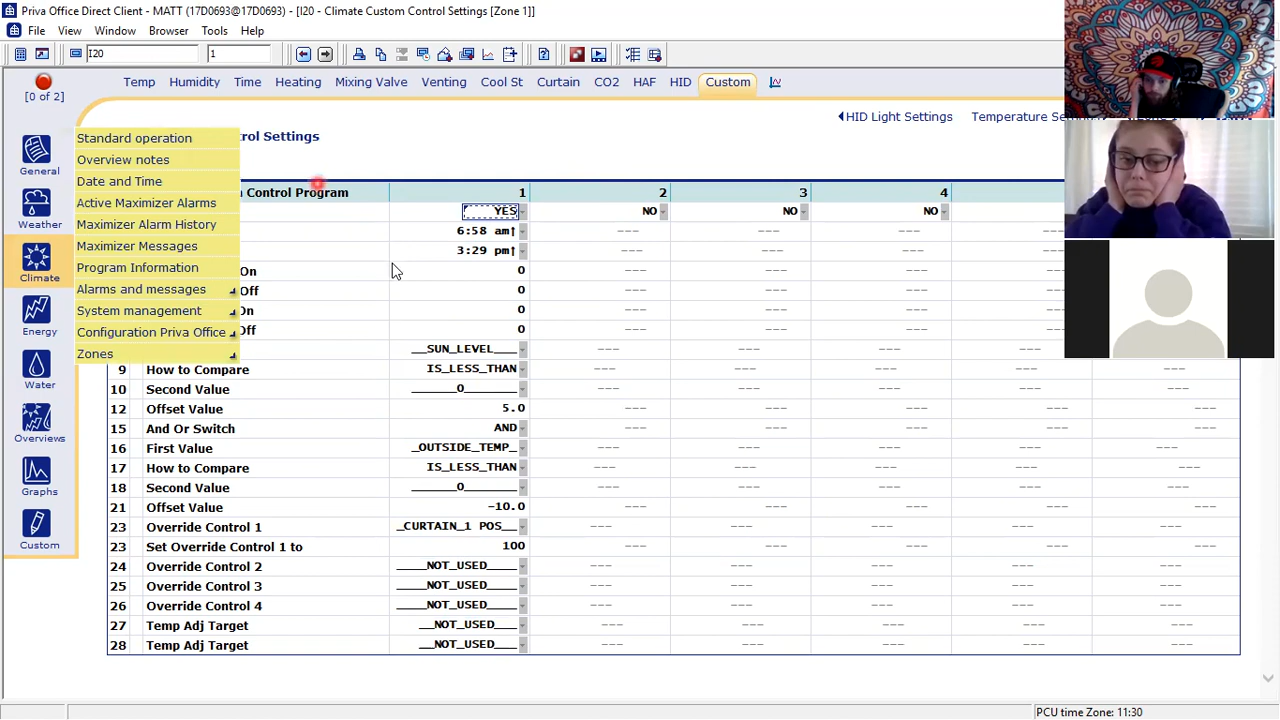 Priva Office Direct Client - MATT (17D0693@17D0693) - [I20 - Climate Custom Control Settings [Zone 1]]
File View Window Browser Tools Help
I20 1
[0 of 2]
Temp Humidity Time Heating Mixing Valve Venting Cool St Curtain CO2 HAF HID Custom
HID Light Settings Temperature
General
Weather
Climate
Energy
Water
Overviews
Graphs
Custom
Standard operation
Overview notes
Date and Time
Active Maximizer Alarms
Maximizer Alarm History
Maximizer Messages
Program Information
Alarms and messages
System management
Configuration Priva Office
Zones
ontrol Settings
Control Program 1 2 3 4
YES NO NO NO
6:58 am↑ --- --- --- ---
3:29 pm↑ --- --- --- ---
On 0 --- --- --- ---
Off 0 --- --- --- ---
On 0 --- --- --- ---
Off 0 --- --- --- ---
__SUN_LEVEL___ --- --- --- --- ---
9 How to Compare IS_LESS_THAN --- --- --- --- ---
10 Second Value ______0______ --- --- --- --- ---
12 Offset Value 5.0 --- --- --- --- ---
15 And Or Switch AND --- --- --- --- ---
16 First Value _OUTSIDE_TEMP_ --- --- --- --- ---
17 How to Compare IS_LESS_THAN --- --- --- --- ---
18 Second Value ______0______ --- --- --- --- ---
21 Offset Value -10.0 --- --- --- --- ---
23 Override Control 1 _CURTAIN_1 POS__ --- --- --- --- ---
23 Set Override Control 1 to 100 --- --- --- --- ---
24 Override Control 2 ____NOT_USED____ --- --- --- --- ---
25 Override Control 3 ____NOT_USED____ --- --- --- --- ---
26 Override Control 4 ____NOT_USED____ --- --- --- --- ---
27 Temp Adj Target __NOT_USED___ --- --- --- --- ---
28 Temp Adj Target __NOT_USED___ --- --- --- --- ---
PCU time Zone: 11:30